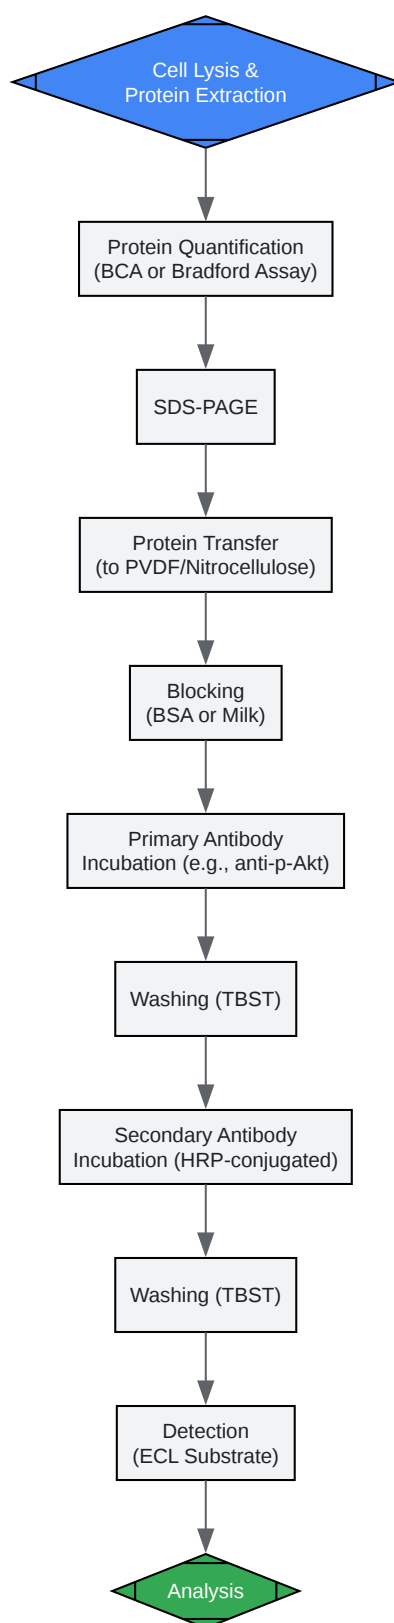 Cell Lysis &
Protein Extraction
Protein Quantification
(BCA or Bradford Assay)
SDS-PAGE
Protein Transfer
(to PVDF/Nitrocellulose)
Blocking
(BSA or Milk)
Primary Antibody
Incubation (e.g., anti-p-Akt)
Washing (TBST)
Secondary Antibody
Incubation (HRP-conjugated)
Washing (TBST)
Detection
(ECL Substrate)
Analysis